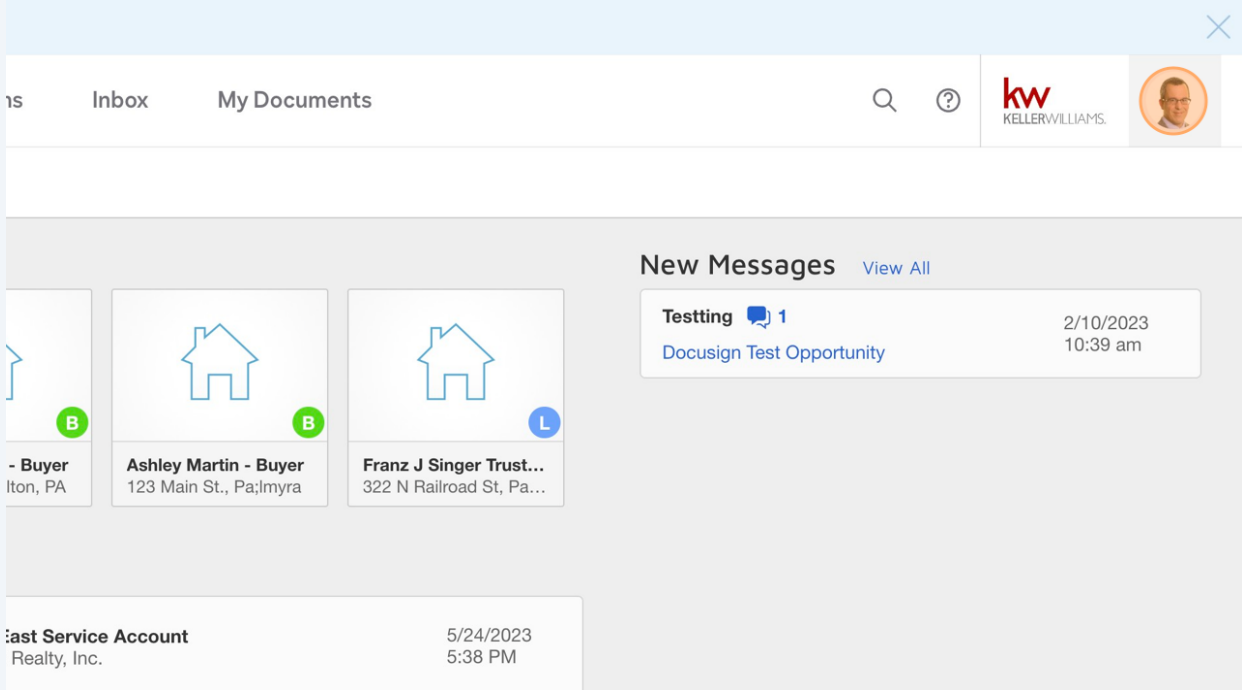 ns Inbox My Documents
kw
KELLERWILLIAMS.
New Messages View All
Testting 1
2/10/2023
Docusign Test Opportunity
10:39 am
B
B
L
- Buyer
lton, PA
Ashley Martin - Buyer
123 Main St., Pa;lmyra
Franz J Singer Trust...
322 N Railroad St, Pa...
East Service Account
Realty, Inc.
5/24/2023
5:38 PM